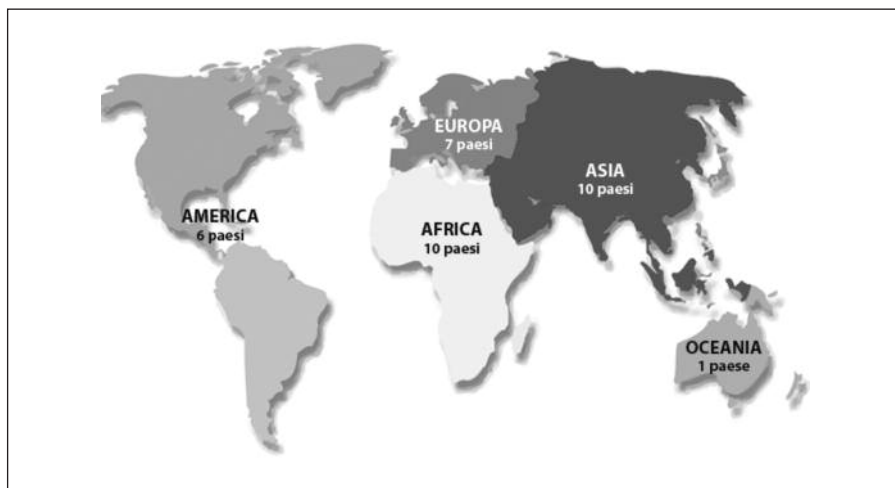 EUROPA
7 paesi
ASIA
10 paesi
AMERICA
6 paesi
AFRICA
10 paesi
OCEANIA
1 paese